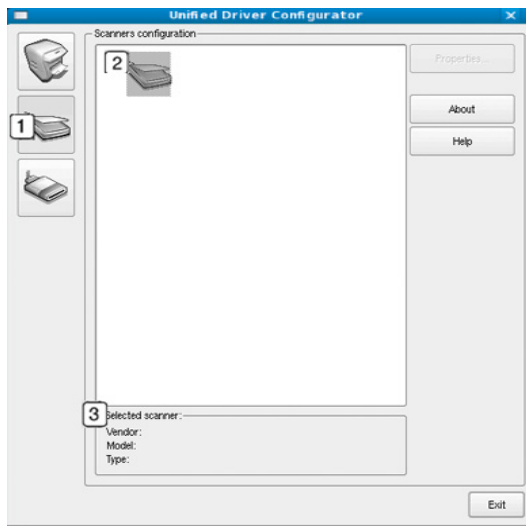 Unified Driver Configurator
Scanners configuration
2
Properties...
About
1
Help
3
Selected scanner:
Vendor:
Model:
Type:
Exit